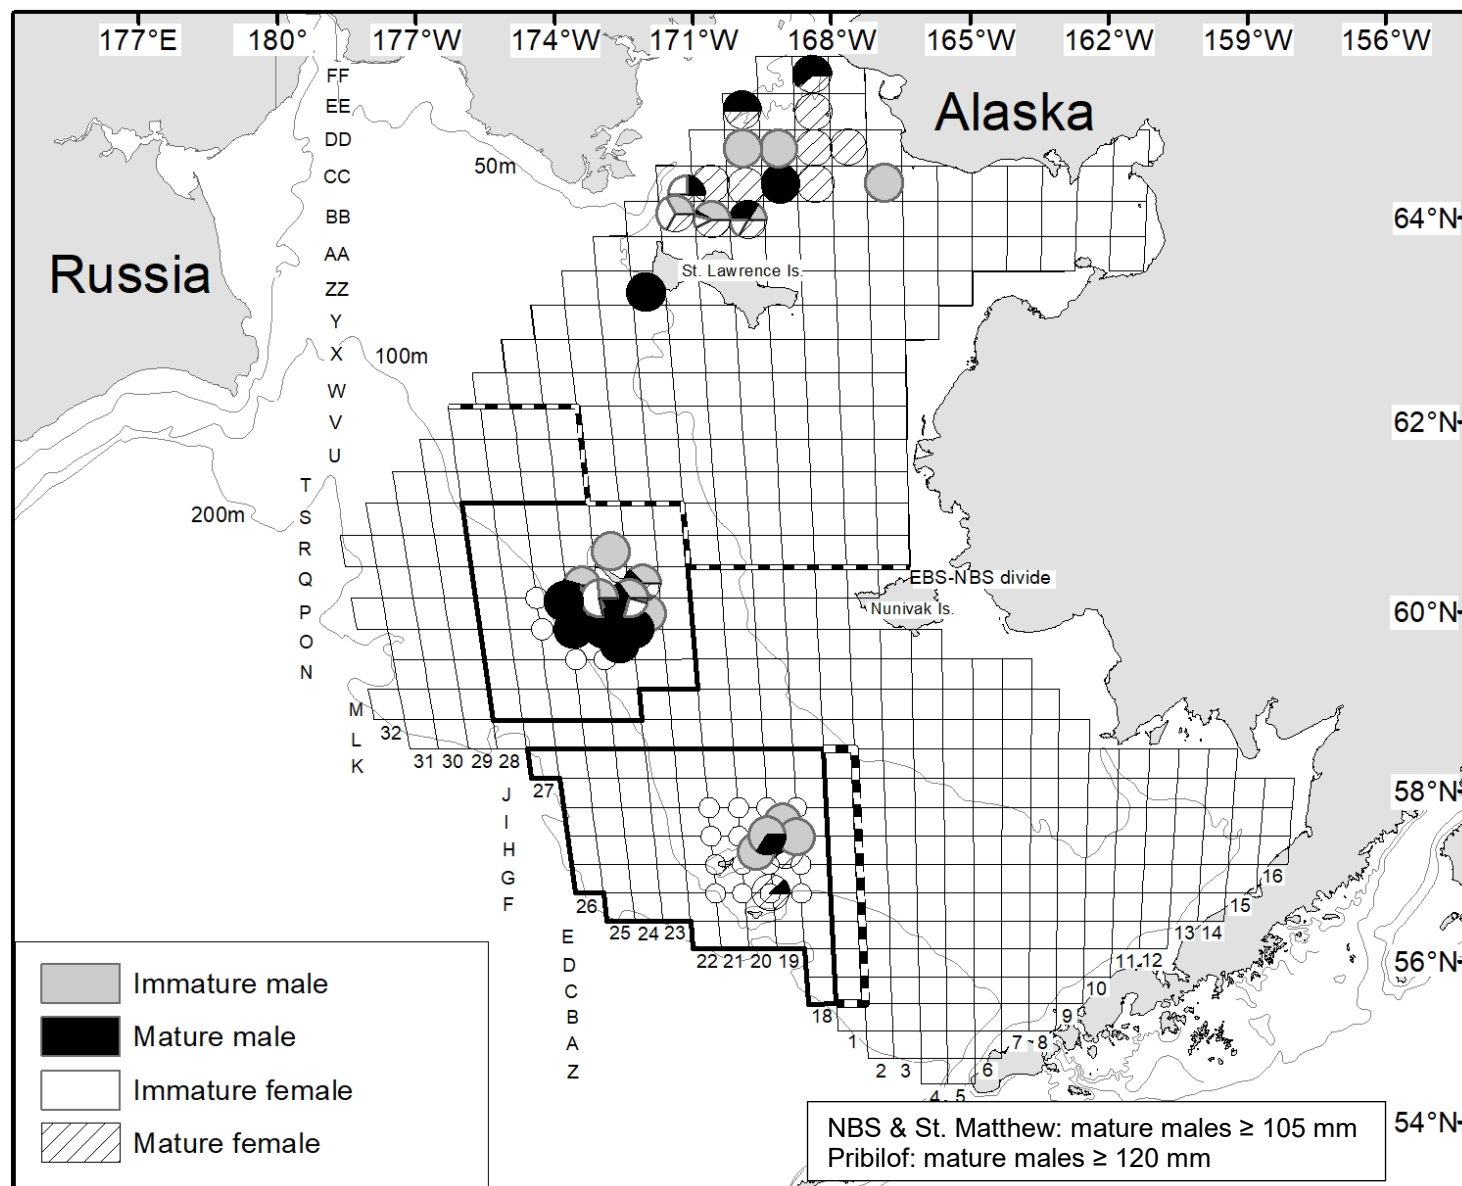 177°E 180° 177°W 174°W 171°W 168°W 165°W 162°W 159°W 156°W
FF
EE
Alaska
DD
50m
CC
BB
64°N
AA
Russia
St. Lawrence Is.
ZZ
Y
X
100m
W
V
62°N
U
T
S
200m
R
Q
EBS-NBS divide
P
Nunivak Is.
60°N
O
N
M
32
L
K
31 30 29 28
27
58°N
J
I
H
G
16
F
26
15
25 24 23
13 14
E
D
22 21 20 19
11 12
56°N
C
10
B
18
9
A
1
7 8
Z
2 3
6
4 5
54°N
Immature male
Mature male
Immature female
Mature female
NBS & St. Matthew: mature males ≥ 105 mm
Pribilof: mature males ≥ 120 mm